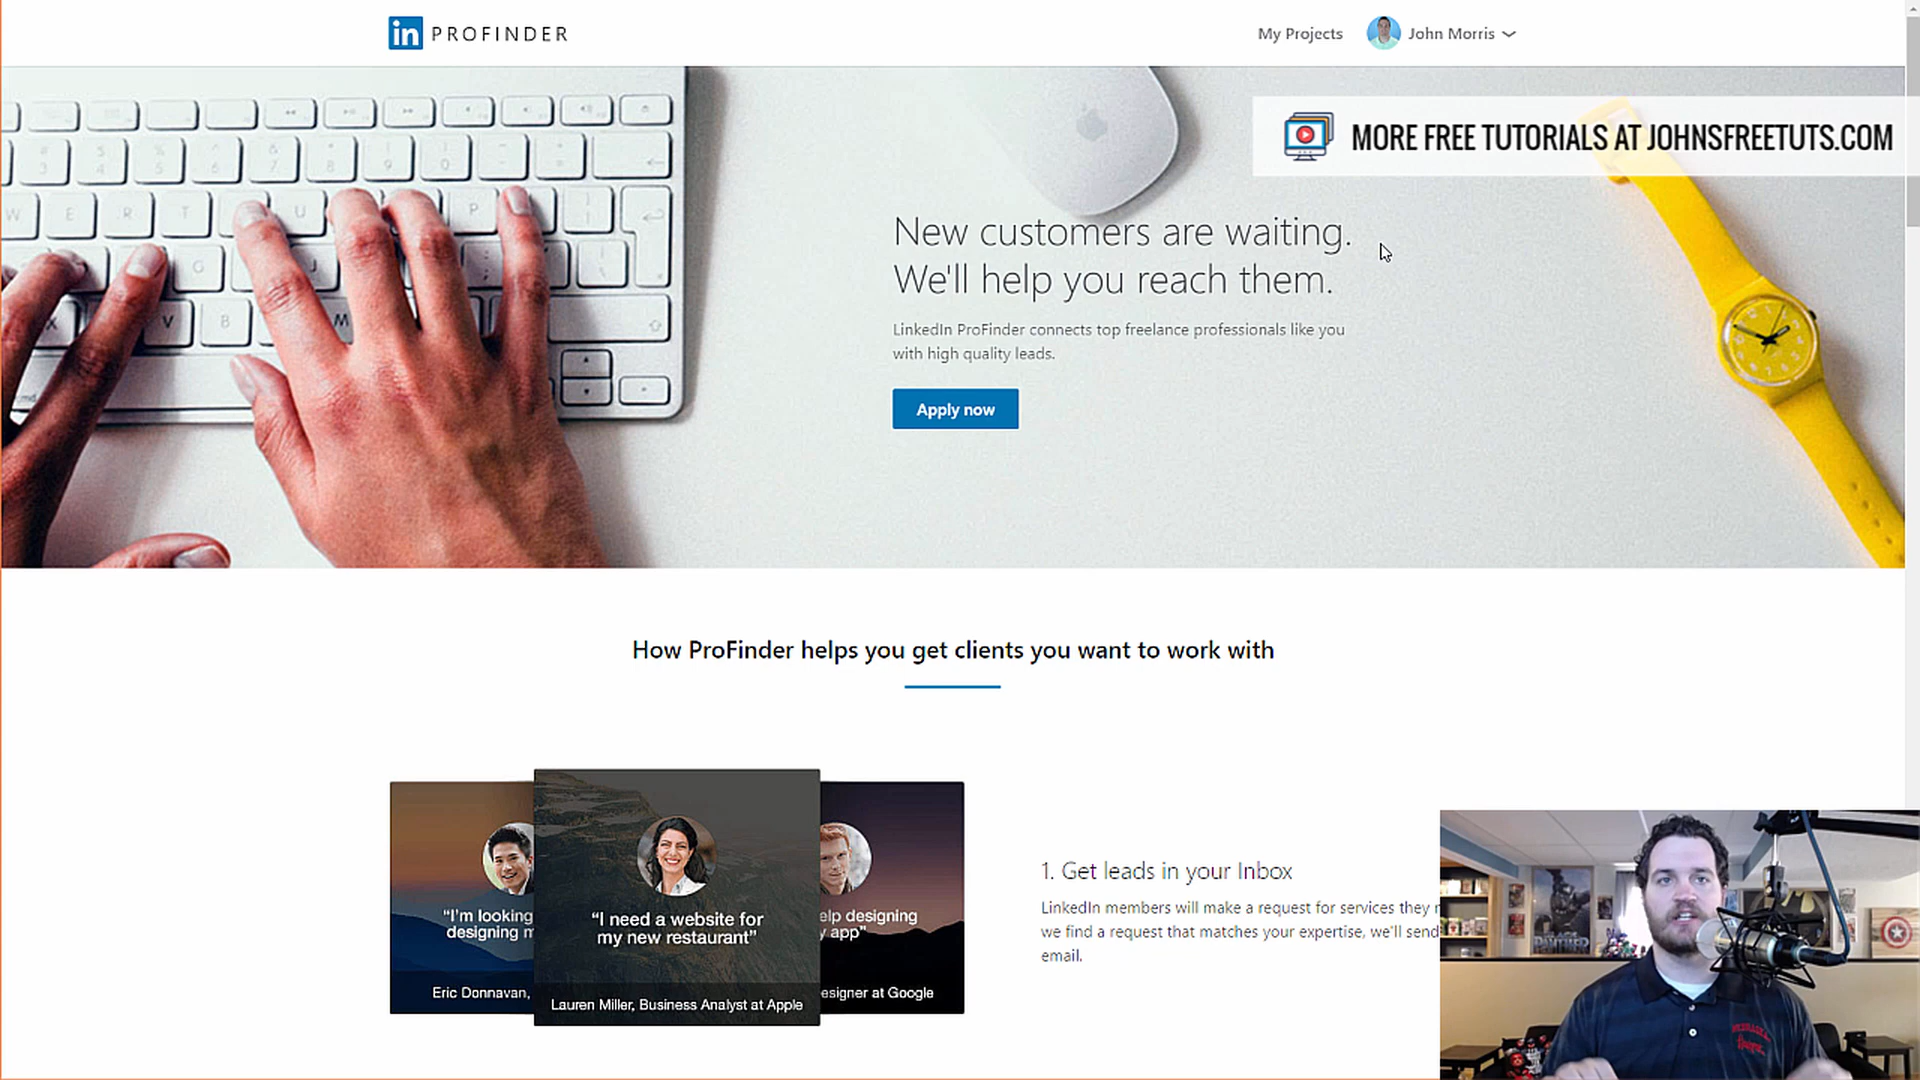 in PROFINDER
My Projects
John Morris
MORE FREE TUTORIALS AT JOHNSFREETUTS.COM
New customers are waiting.
We'll help you reach them.
LinkedIn ProFinder connects top freelance professionals like you
with high quality leads.
Apply now
How ProFinder helps you get clients you want to work with
“I'm looking
designing
Eric Donnavan,
“I need a website for
my new restaurant”
Lauren Miller, Business Analyst at Apple
designing
app”
at Google
1. Get leads in your Inbox
LinkedIn members will make a request for services they
we find a request that matches your expertise, we'll send
email.